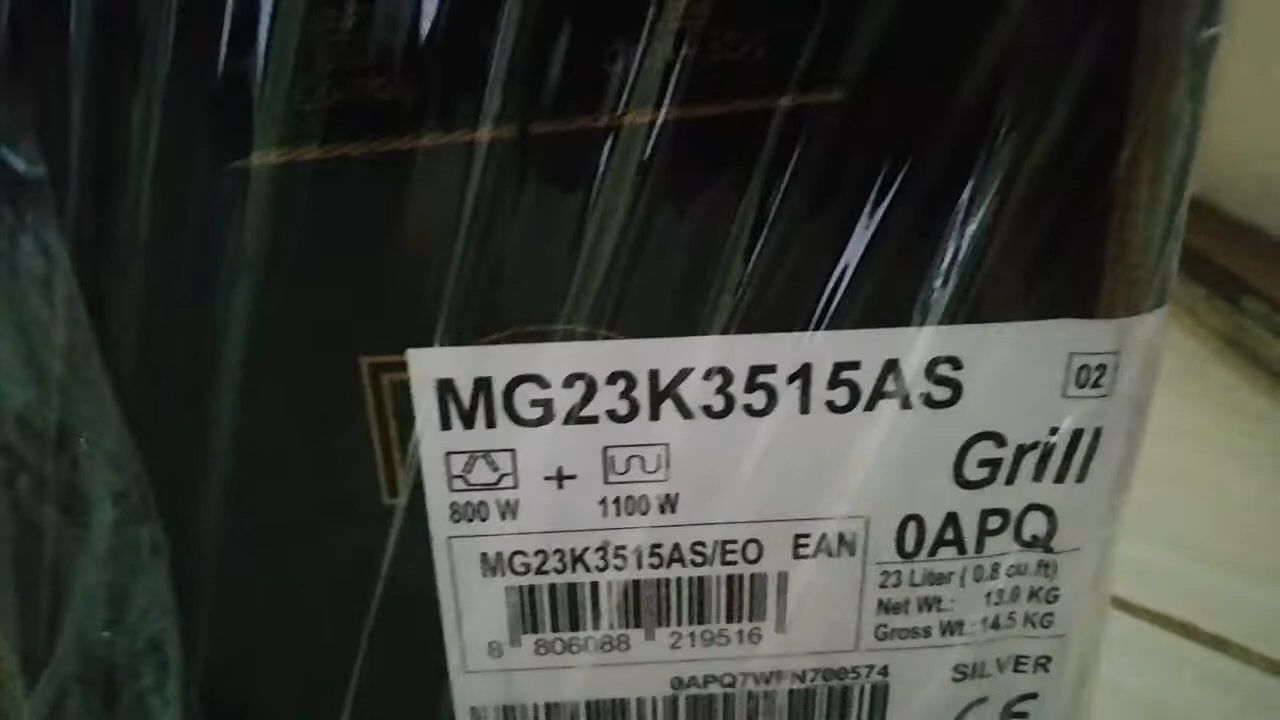 MG23K3515AS
02
Grill
800 W + 1100 W
0APQ
MG23K3515AS/EO EAN
23 Liter ( 0.8 cu.ft)
Net Wt.: 13.0 KG
Gross Wt.: 14.5 KG
8 806088 219516
SILVER
CE